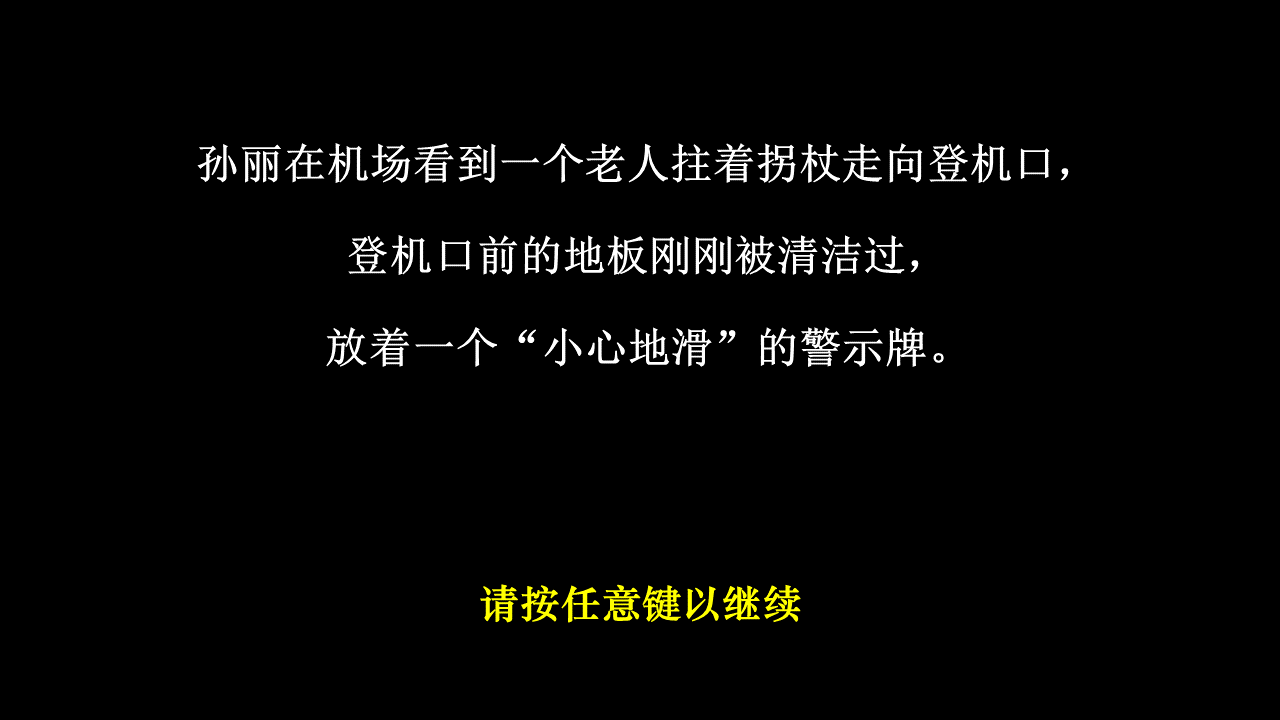 孙丽在机场看到一个老人拄着拐杖走向登机口，
登机口前的地板刚刚被清洁过，
放着一个“小心地滑”的警示牌。
请按任意键以继续